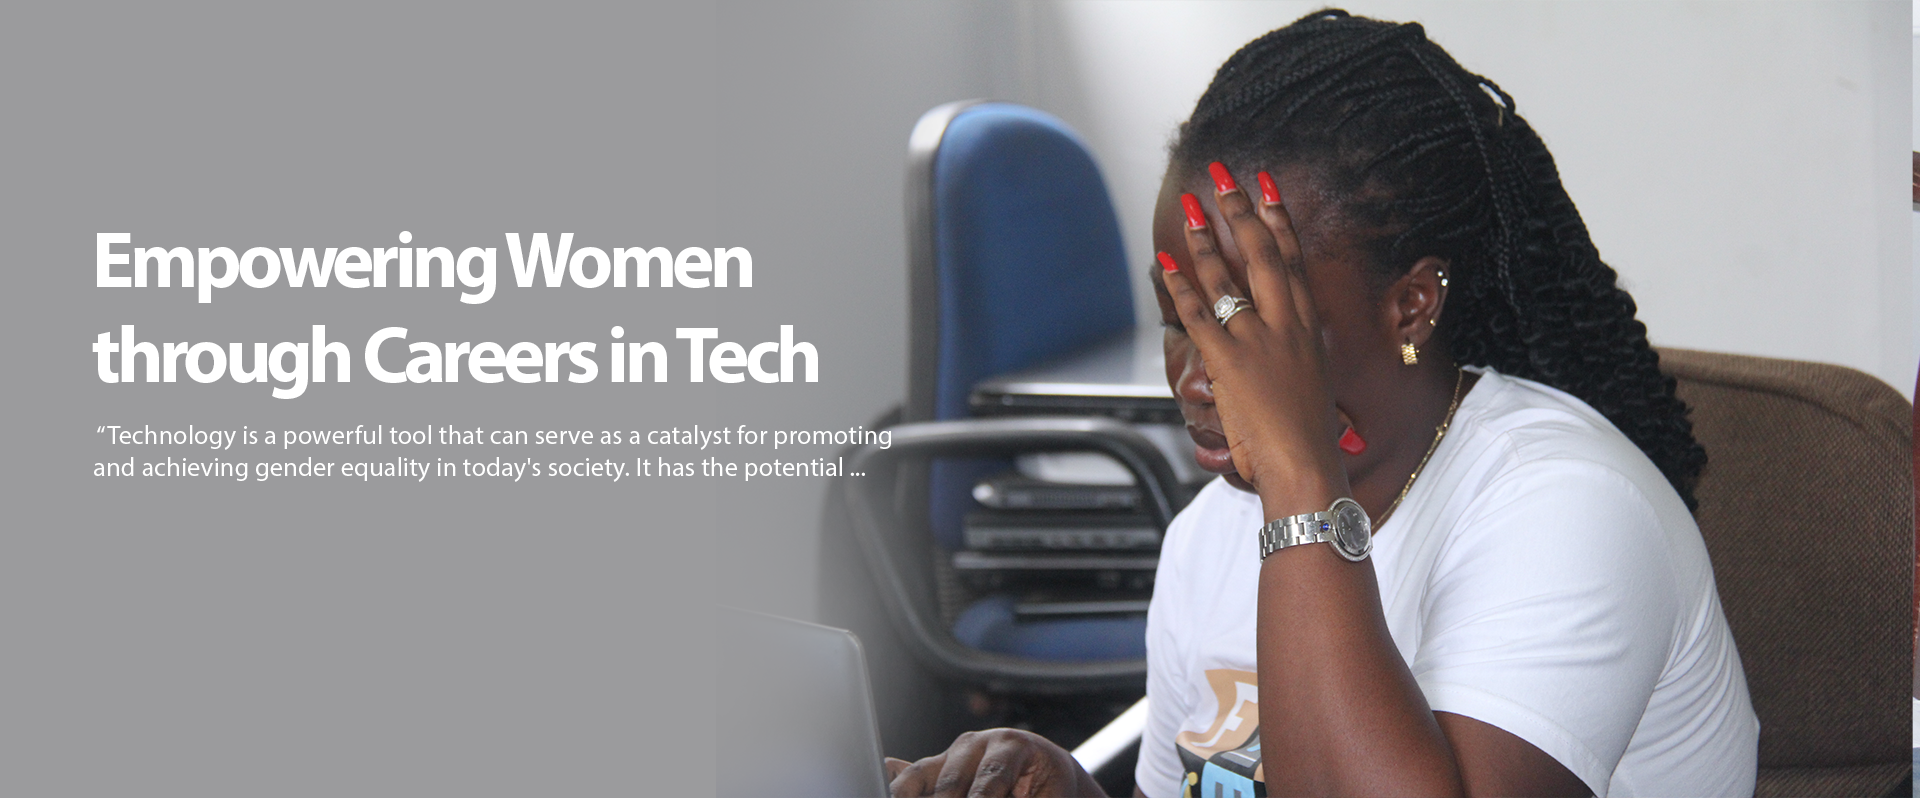 Empowering Women
through Careers in Tech
“Technology is a powerful tool that can serve as a catalyst for promoting
and achieving gender equality in today's society. It has the potential ...